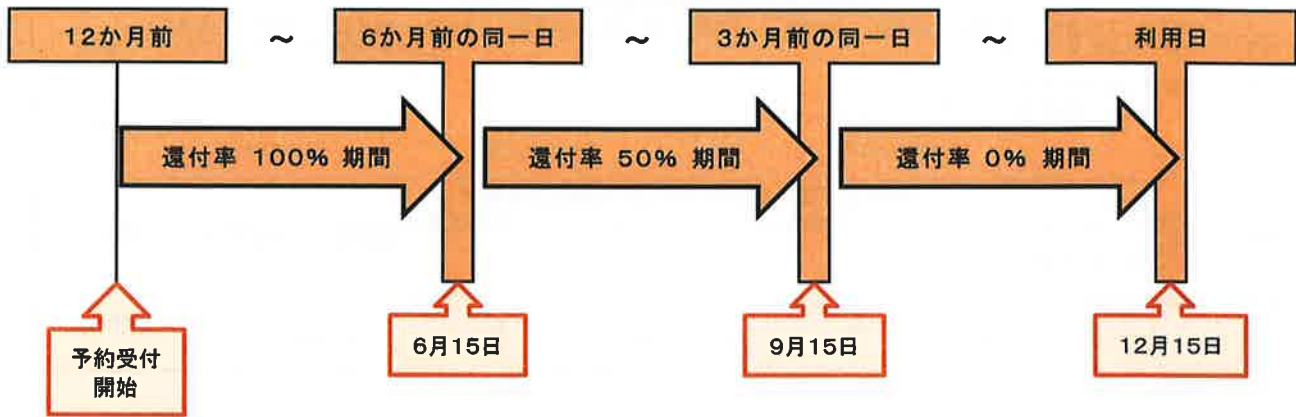 12か月前 ～ 6か月前の同一日 ～ 3か月前の同一日 ～ 利用日
還付率 100% 期間
還付率 50% 期間
還付率 0% 期間
予約受付
開始
6月15日
9月15日
12月15日